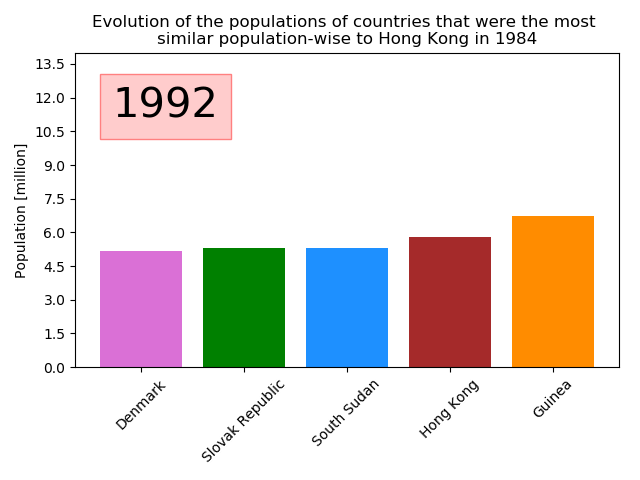 Evolution of the populations of countries that were the most
similar population-wise to Hong Kong in 1984
1992
Population [million]
13.5
12.0
10.5
9.0
7.5
6.0
4.5
3.0
1.5
0.0
Denmark
Slovak Republic
South Sudan
Hong Kong
Guinea